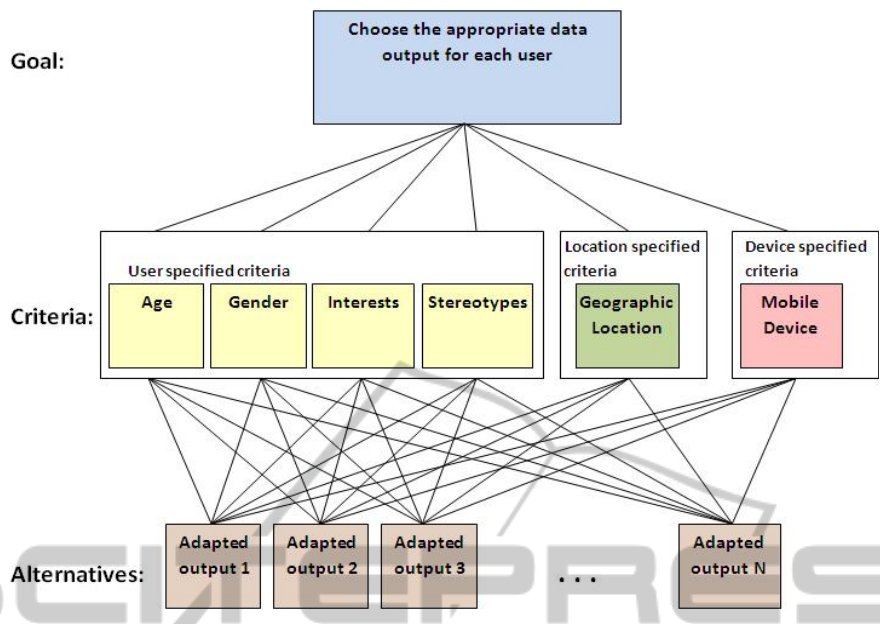 Goal:
Choose the appropriate data
output for each user
Criteria:
User specified criteria
Age
Gender
Interests
Stereotypes
Location specified
criteria
Geographic
Location
Device specified
criteria
Mobile
Device
Alternatives:
Adapted
output 1
Adapted
output 2
Adapted
output 3
. . .
Adapted
output N
SCITEPRES